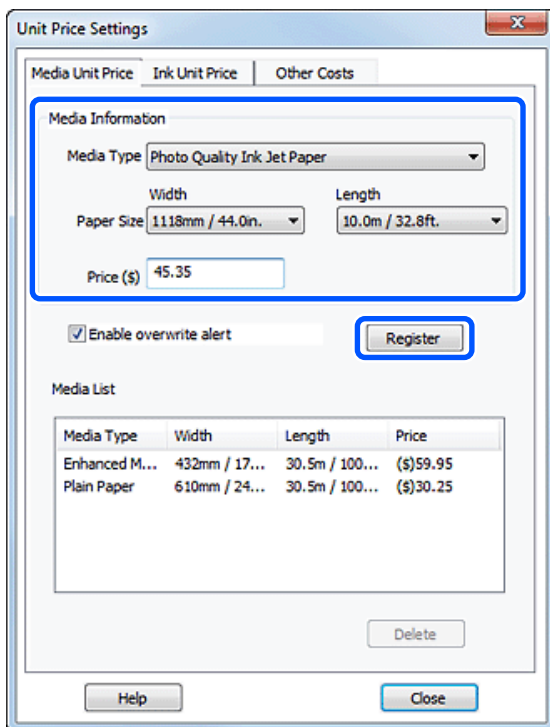 Unit Price Settings
Media Unit Price Ink Unit Price Other Costs
Media Information
Media Type Photo Quality Ink Jet Paper
Width Length
Paper Size 1118mm / 44.0in. 10.0m / 32.8ft.
Price ($) 45.35
Enable overwrite alert Register
Media List
Media Type Width Length Price
Enhanced M... 432mm / 17... 30.5m / 100... ($)59.95
Plain Paper 610mm / 24... 30.5m / 100... ($)30.25
Delete
Help Close